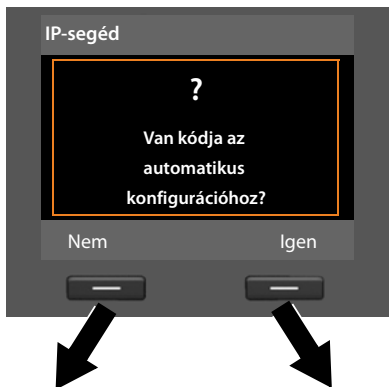 IP-segéd
?
Van kódja az
automatikus
konfigurációhoz?
Nem Igen